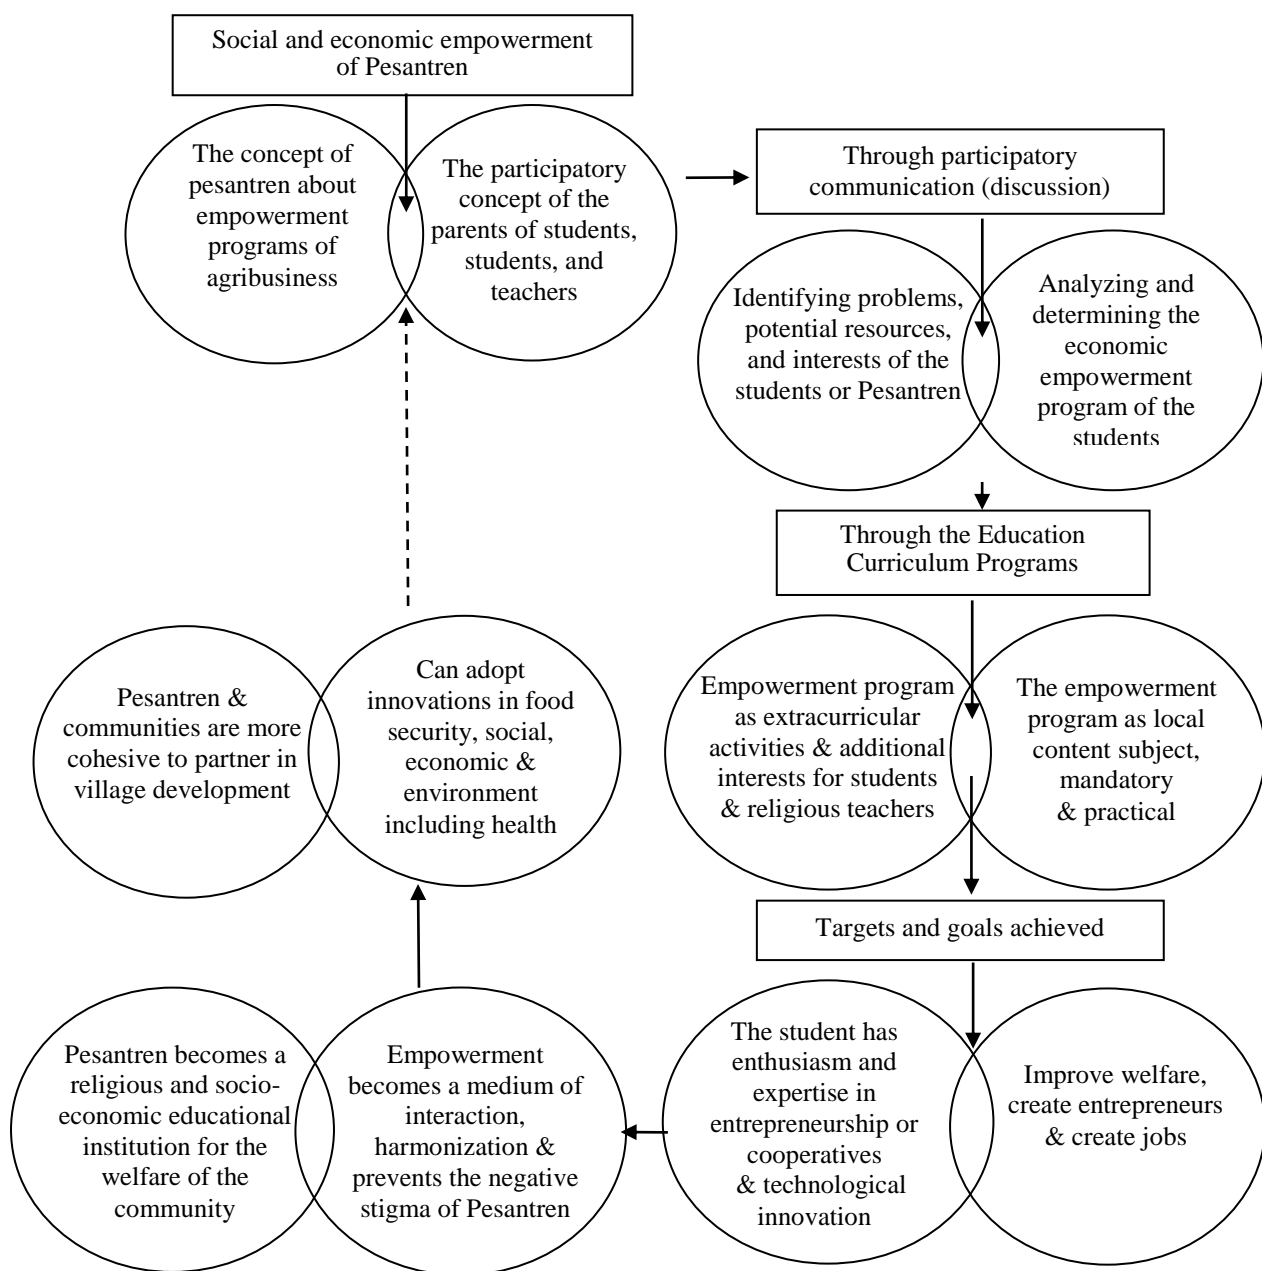 Social and economic empowerment
of Pesantren
The concept of
pesantren about
empowerment
programs of
agribusiness
The participatory
concept of the
parents of students,
students, and
teachers
Through participatory
communication (discussion)
Identifying problems,
potential resources,
and interests of the
students or Pesantren
Analyzing and
determining the
economic
empowerment
program of the
students
Through the Education
Curriculum Programs
Empowerment program
as extracurricular
activities & additional
interests for students
& religious teachers
The empowerment
program as local
content subject,
mandatory
& practical
Targets and goals achieved
The student has
enthusiasm and
expertise in
entrepreneurship or
cooperatives
& technological
innovation
Improve welfare,
create entrepreneurs
& create jobs
Empowerment
becomes a medium of
interaction,
harmonization &
prevents the negative
stigma of Pesantren
Pesantren becomes a
religious and socio-
economic educational
institution for the
welfare of the
community
Pesantren &
communities are more
cohesive to partner in
village development
Can adopt
innovations in food
security, social,
economic &
environment
including health